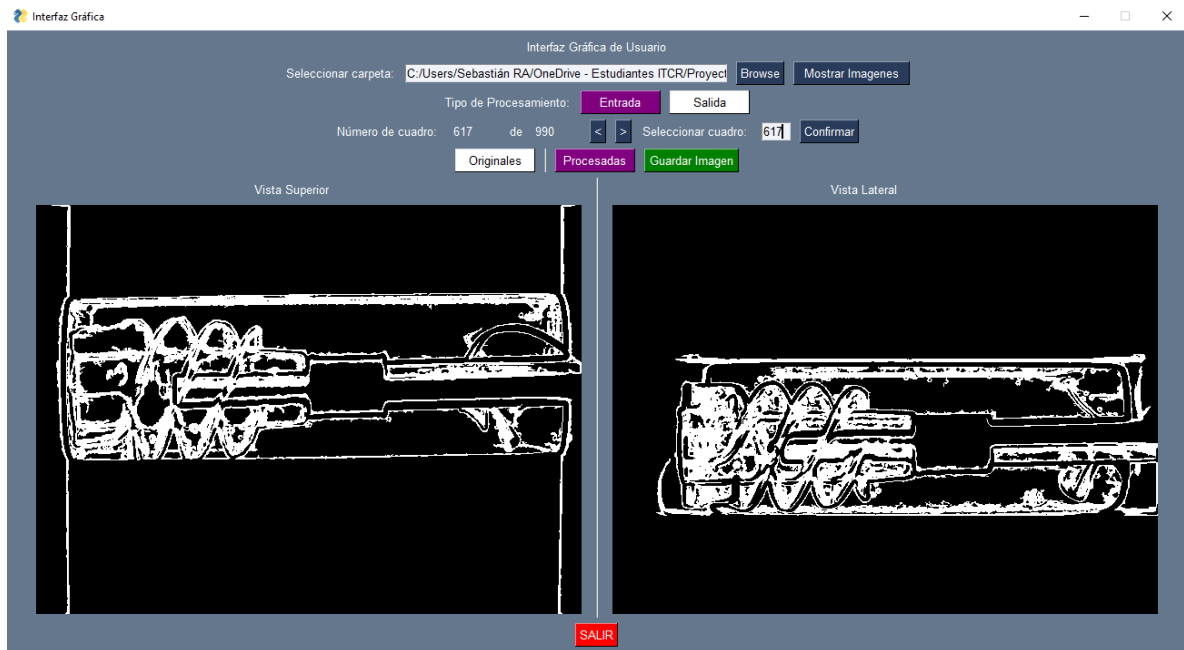 Interfaz Gráfica
Interfaz Gráfica de Usuario
Seleccionar carpeta: C:/Users/Sebastián RA/OneDrive - Estudiantes ITCR/Proyect Browse Mostrar Imagenes
Tipo de Procesamiento: Entrada Salida
Número de cuadro: 617 de 990 < > Seleccionar cuadro: 617 Confirmar
Originales Procesadas Guardar Imagen
Vista Superior Vista Lateral
SALIR